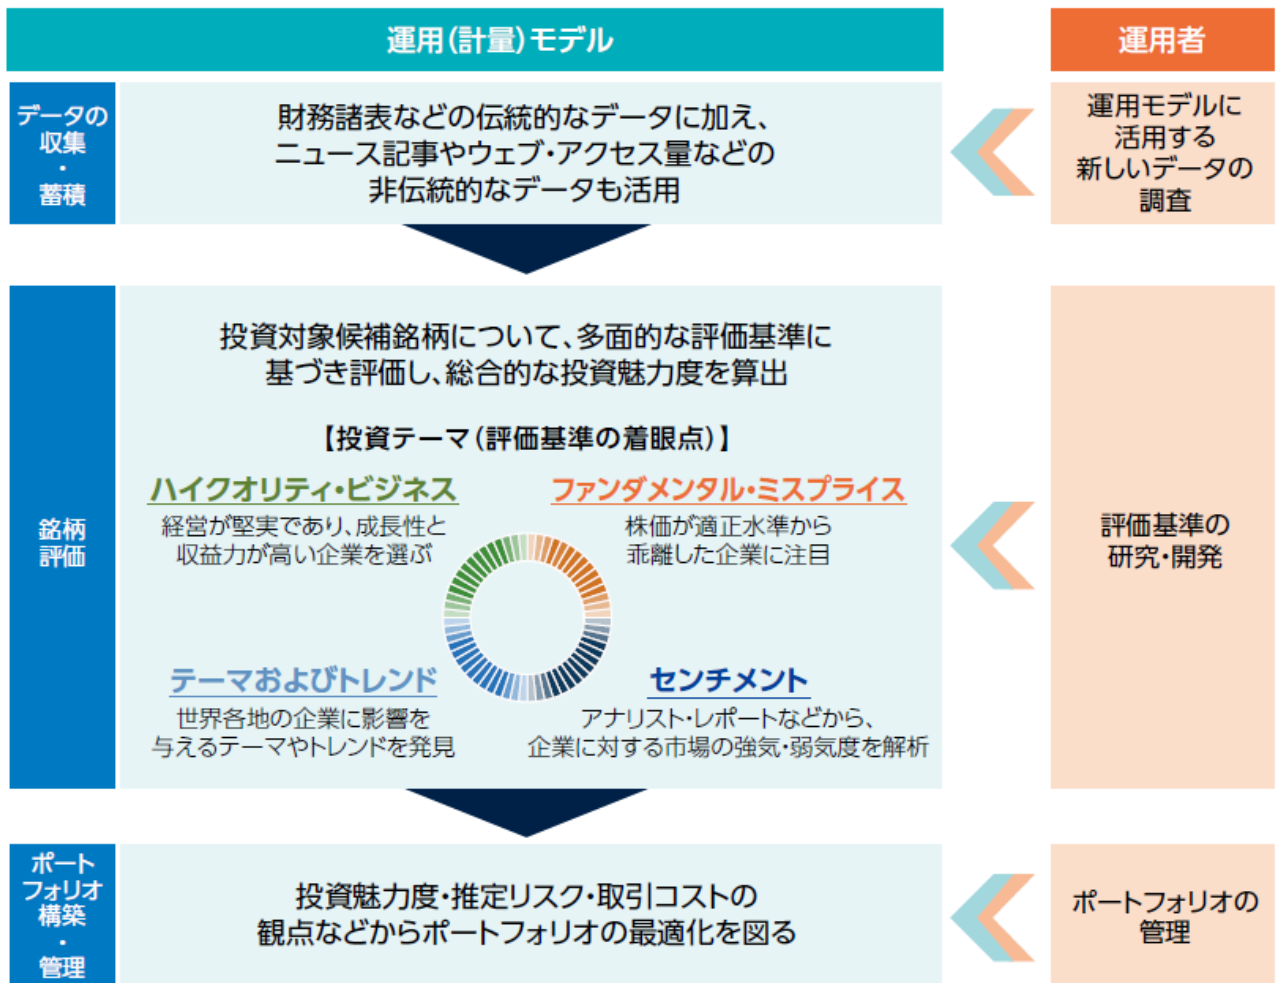 運用(計量)モデル
運用者
データの
収集
・
蓄積
財務諸表などの伝統的なデータに加え、
ニュース記事やウェブ・アクセス量などの
非伝統的なデータも活用
運用モデルに
活用する
新しいデータの
調査
銘柄
評価
投資対象候補銘柄について、多面的な評価基準に
基づき評価し、総合的な投資魅力度を算出
【投資テーマ(評価基準の着眼点)】
ハイクオリティ・ビジネス
経営が堅実であり、成長性と
収益力が高い企業を選ぶ
ファンダメンタル・ミスプライス
株価が適正水準から
乖離した企業に注目
テーマおよびトレンド
世界各地の企業に影響を
与えるテーマやトレンドを発見
センチメント
アナリスト・レポートなどから、
企業に対する市場の強気・弱気度を解析
評価基準の
研究・開発
ポート
フォリオ
構築
・
管理
投資魅力度・推定リスク・取引コストの
観点などからポートフォリオの最適化を図る
ポートフォリオの
管理